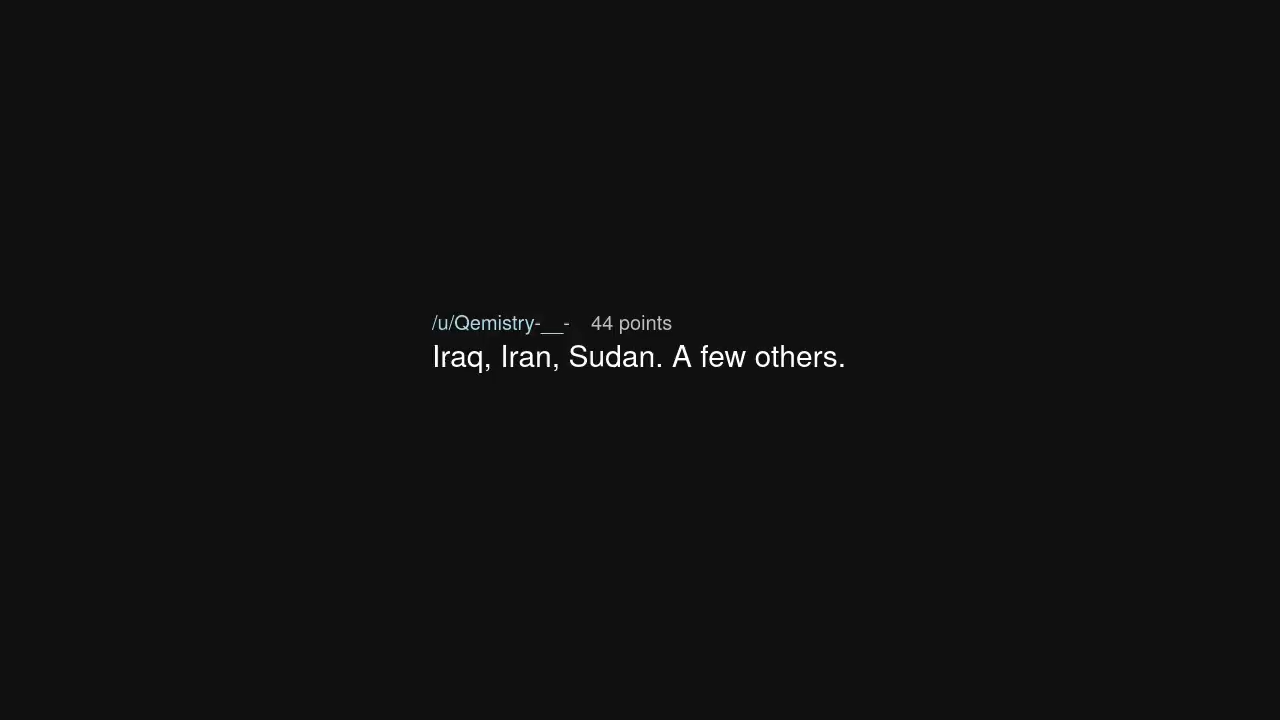 /u/Qemistry-__- 44 points
Iraq, Iran, Sudan. A few others.